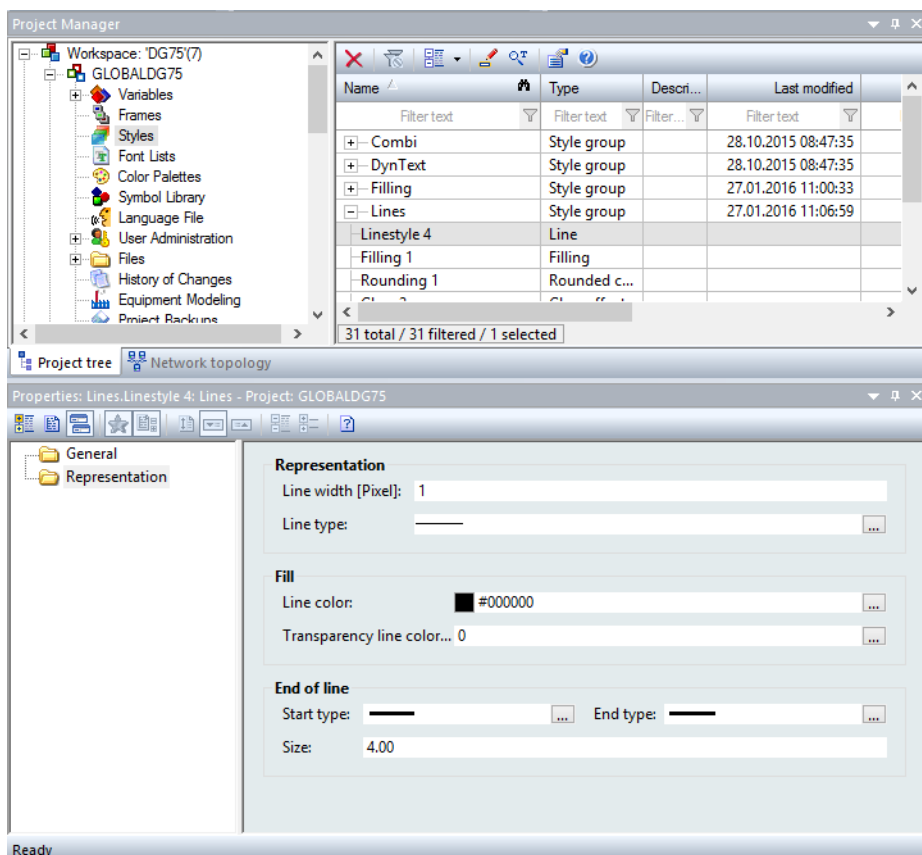 Project Manager
Workspace: 'DG75'(7)
GLOBALDG75
Variables
Frames
Styles
Font Lists
Color Palettes
Symbol Library
Language File
User Administration
Files
History of Changes
Equipment Modeling
Project Backups
Name Type Descri... Last modified
Filter text Filter text Filter... Filter text
Combi Style group 28.10.2015 08:47:35
DynText Style group 28.10.2015 08:47:35
Filling Style group 27.01.2016 11:00:33
Lines Style group 27.01.2016 11:06:59
Linestyle 4 Line
Filling 1 Filling
Rounding 1 Rounded c...
31 total / 31 filtered / 1 selected
Project tree Network topology
Properties: Lines.Linestyle 4: Lines - Project: GLOBALDG75
General
Representation
Representation
Line width [Pixel]: 1
Line type: ...
Fill
Line color: #000000 ...
Transparency line color... 0 ...
End of line
Start type: ... End type: ...
Size: 4.00
Ready